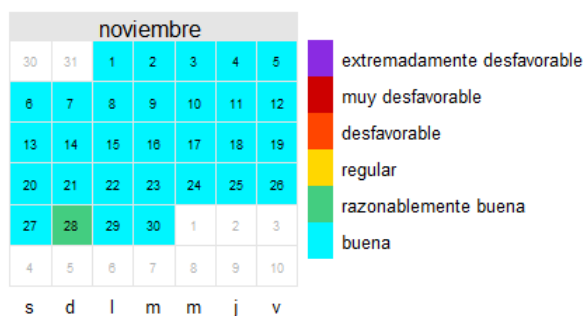 noviembre
30 31 1 2 3 4 5
6 7 8 9 10 11 12
13 14 15 16 17 18 19
20 21 22 23 24 25 26
27 28 29 30 1 2 3
4 5 6 7 8 9 10
s d l m m j v
extremadamente desfavorable
muy desfavorable
desfavorable
regular
razonablemente buena
buena